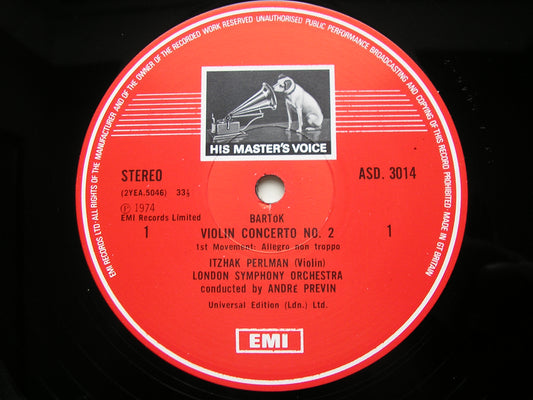 EMI RECORDS LTD. ALL RIGHTS OF THE MANUFACTURER AND OF THE OWNER OF THE RECORDED WORK RESERVED UNAUTHORISED PUBLIC PERFORMANCE BROADCASTING AND COPYING OF THIS RECORD PROHIBITED MADE IN GT BRITAIN
HIS MASTER'S VOICE
STEREO
ASD. 3014
(2YEA.5046) 33⅓
Ⓟ 1974
EMI Records Limited
BARTóK
1 VIOLIN CONCERTO NO. 2 1
1st Movement: Allegro non troppo
ITZHAK PERLMAN (Violin)
LONDON SYMPHONY ORCHESTRA
conducted by ANDRÉ PREVIN
Universal Edition (Ldn.) Ltd.
EMI